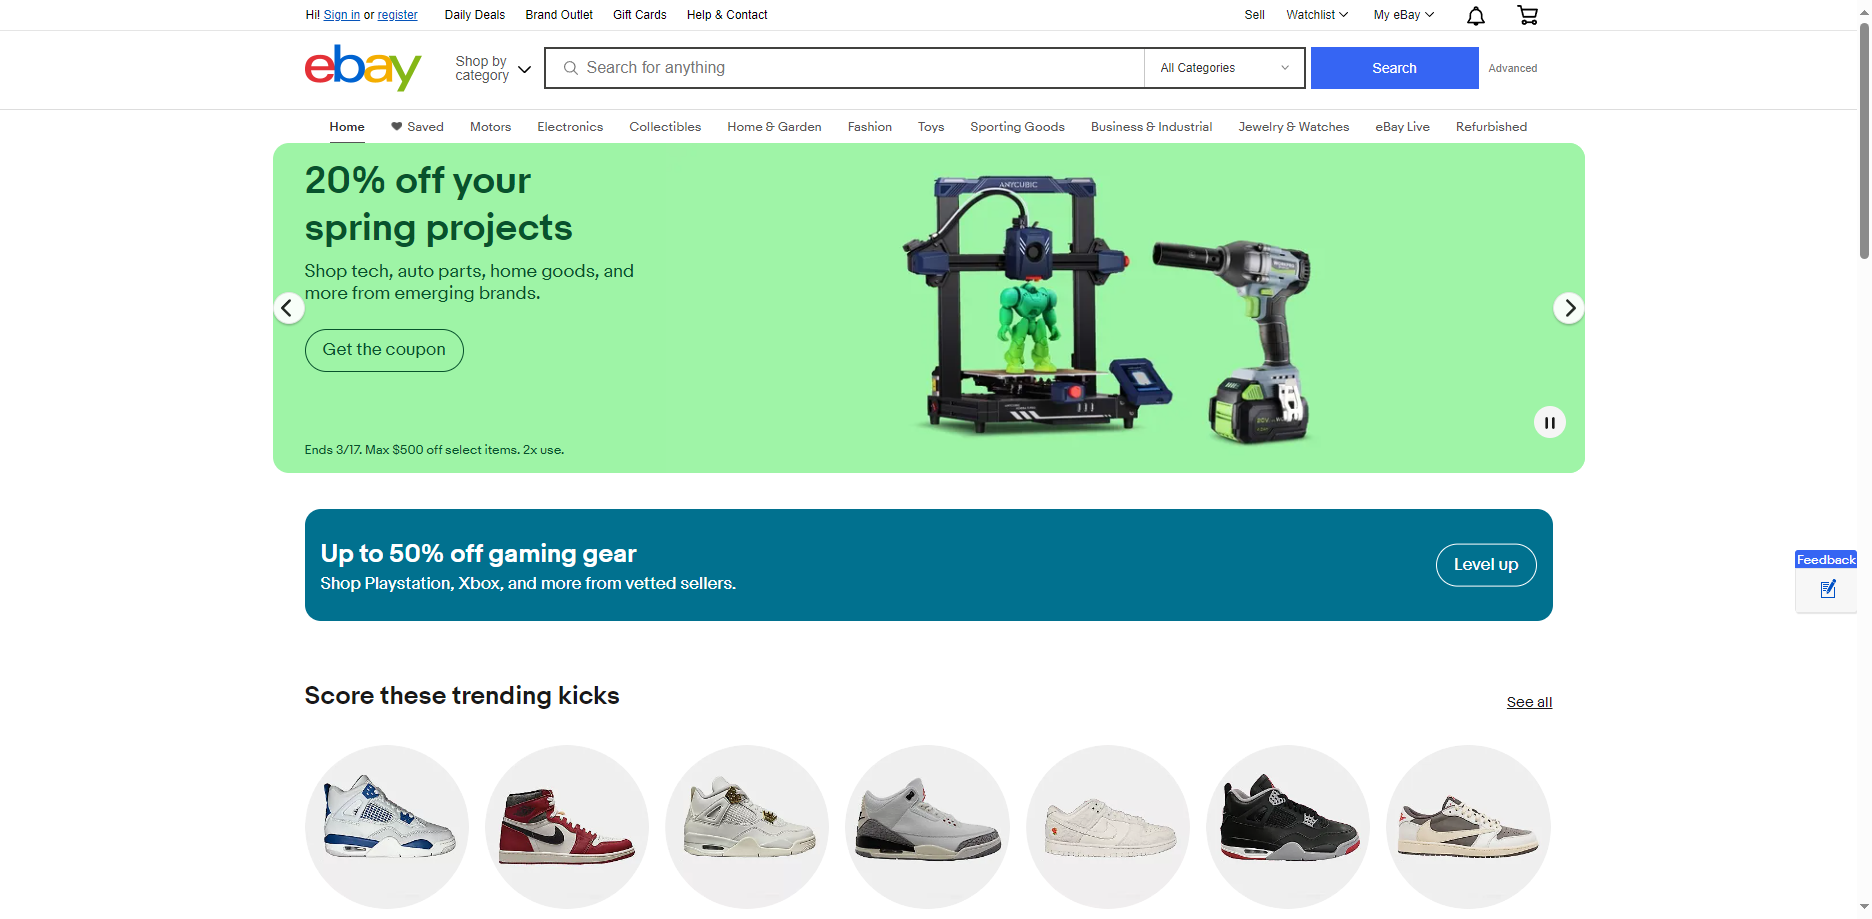 Hi! Sign in or register
Daily Deals
Brand Outlet
Gift Cards
Help & Contact
Sell
Watchlist
My eBay
ebay
Shop by
category
Search for anything
All Categories
Search
Advanced
Home
Saved
Motors
Electronics
Collectibles
Home & Garden
Fashion
Toys
Sporting Goods
Business & Industrial
Jewelry & Watches
eBay Live
Refurbished
20% off your
spring projects
Shop tech, auto parts, home goods, and
more from emerging brands.
Get the coupon
Ends 3/17. Max $500 off select items. 2x use.
ANYCUBIC
20V
Up to 50% off gaming gear
Shop Playstation, Xbox, and more from vetted sellers.
Level up
Feedback
Score these trending kicks
See all